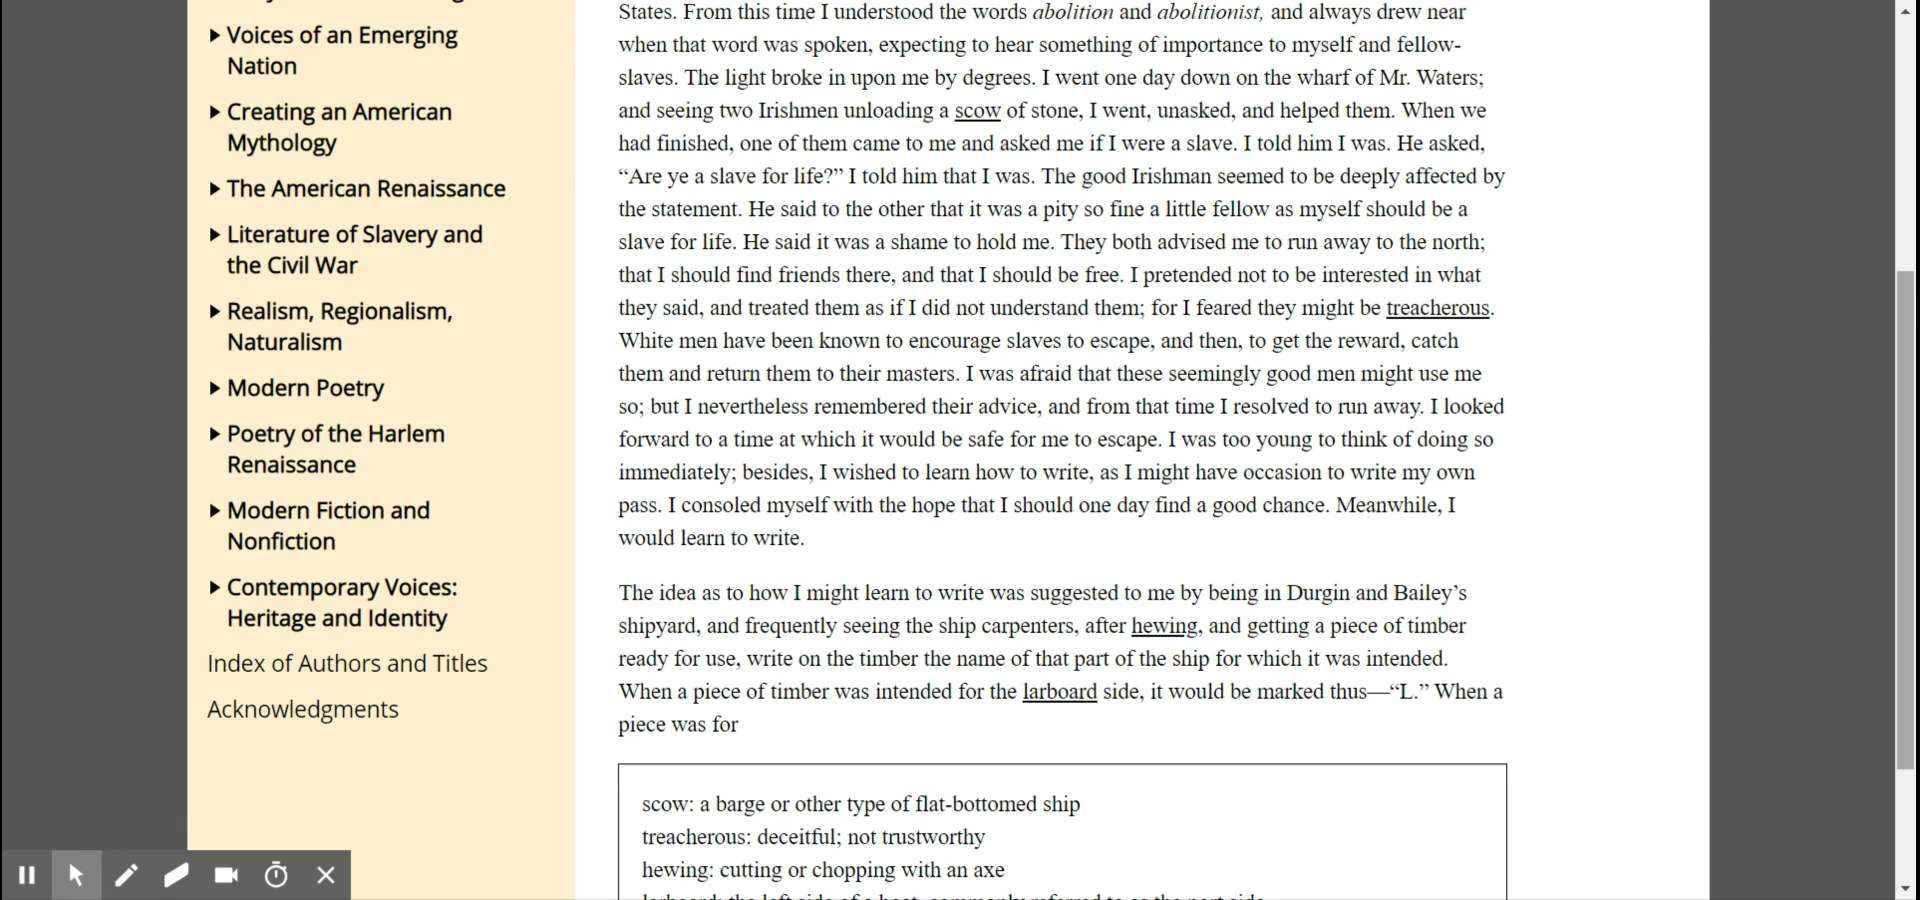 Voices of an Emerging
Nation
Creating an American
Mythology
The American Renaissance
Literature of Slavery and
the Civil War
Realism, Regionalism,
Naturalism
Modern Poetry
Poetry of the Harlem
Renaissance
Modern Fiction and
Nonfiction
Contemporary Voices:
Heritage and Identity
Index of Authors and Titles
Acknowledgments
States. From this time I understood the words abolition and abolitionist, and always drew near
when that word was spoken, expecting to hear something of importance to myself and fellow-
slaves. The light broke in upon me by degrees. I went one day down on the wharf of Mr. Waters;
and seeing two Irishmen unloading a scow of stone, I went, unasked, and helped them. When we
had finished, one of them came to me and asked me if I were a slave. I told him I was. He asked,
“Are ye a slave for life?” I told him that I was. The good Irishman seemed to be deeply affected by
the statement. He said to the other that it was a pity so fine a little fellow as myself should be a
slave for life. He said it was a shame to hold me. They both advised me to run away to the north;
that I should find friends there, and that I should be free. I pretended not to be interested in what
they said, and treated them as if I did not understand them; for I feared they might be treacherous.
White men have been known to encourage slaves to escape, and then, to get the reward, catch
them and return them to their masters. I was afraid that these seemingly good men might use me
so; but I nevertheless remembered their advice, and from that time I resolved to run away. I looked
forward to a time at which it would be safe for me to escape. I was too young to think of doing so
immediately; besides, I wished to learn how to write, as I might have occasion to write my own
pass. I consoled myself with the hope that I should one day find a good chance. Meanwhile, I
would learn to write.
The idea as to how I might learn to write was suggested to me by being in Durgin and Bailey’s
shipyard, and frequently seeing the ship carpenters, after hewing, and getting a piece of timber
ready for use, write on the timber the name of that part of the ship for which it was intended.
When a piece of timber was intended for the larboard side, it would be marked thus—“L.” When a
piece was for
scow: a barge or other type of flat-bottomed ship
treacherous: deceitful; not trustworthy
hewing: cutting or chopping with an axe